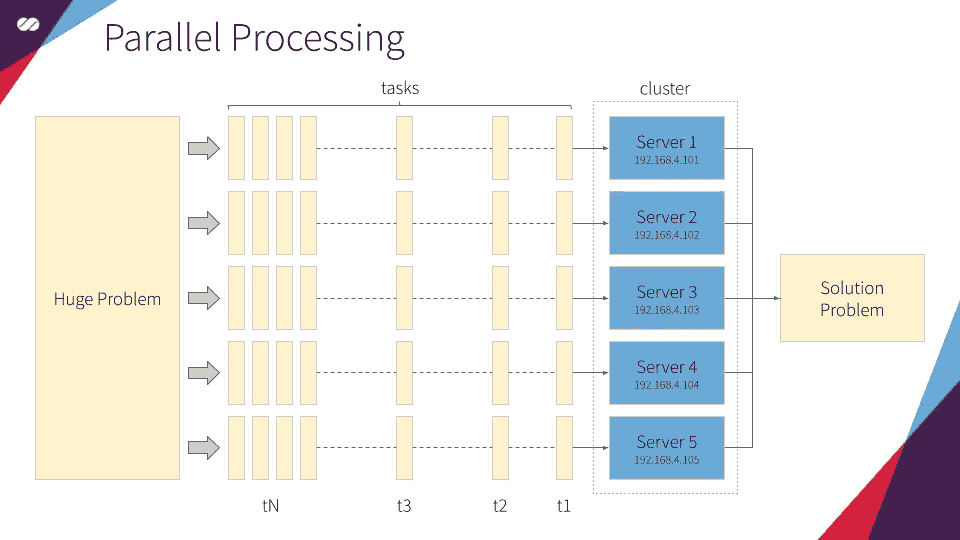 Parallel Processing
tasks
cluster
Huge Problem
Server 1
192.168.4.101
Server 2
192.168.4.102
Server 3
192.168.4.103
Server 4
192.168.4.104
Server 5
192.168.4.105
Solution
Problem
tN
t3
t2
t1